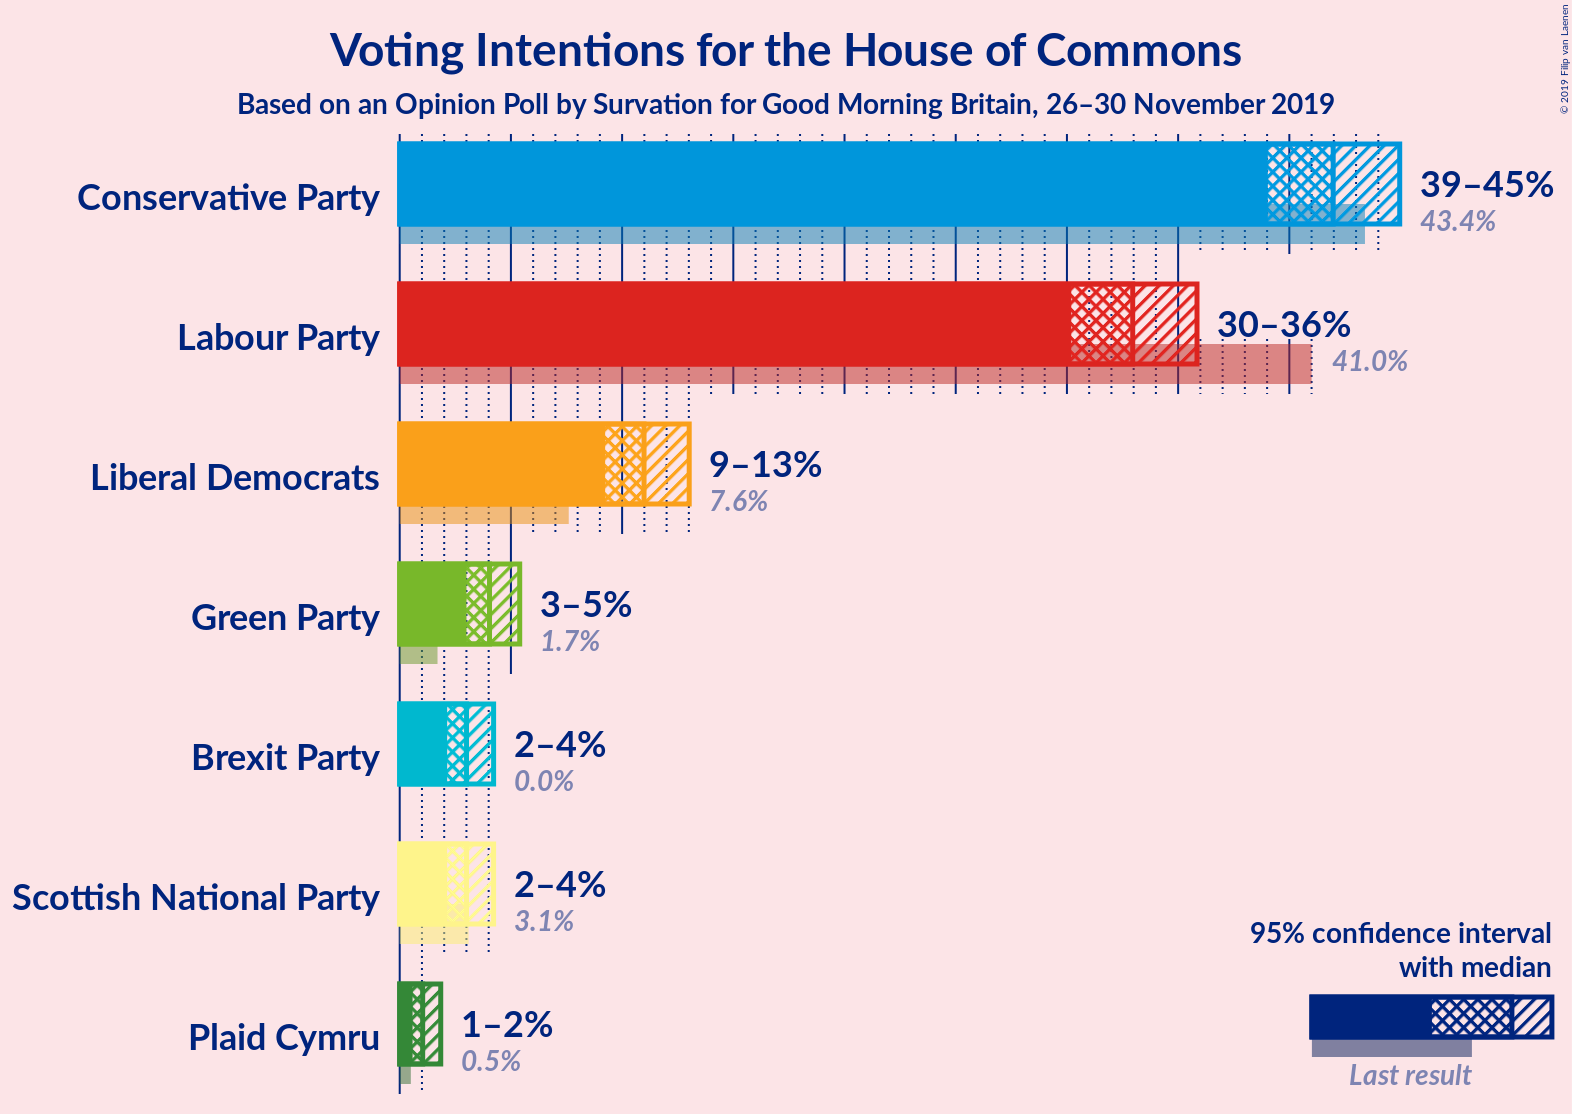 Voting Intentions for the House of Commons
Based on an Opinion Poll by Survation for Good Morning Britain, 26–30 November 2019
© 2019 Filip van Laenen
Conservative Party
39–45%
43.4%
Labour Party
30–36%
41.0%
Liberal Democrats
9–13%
7.6%
Green Party
3–5%
1.7%
Brexit Party
2–4%
0.0%
Scottish National Party
2–4%
3.1%
Plaid Cymru
1–2%
0.5%
95% confidence interval
with median
Last result